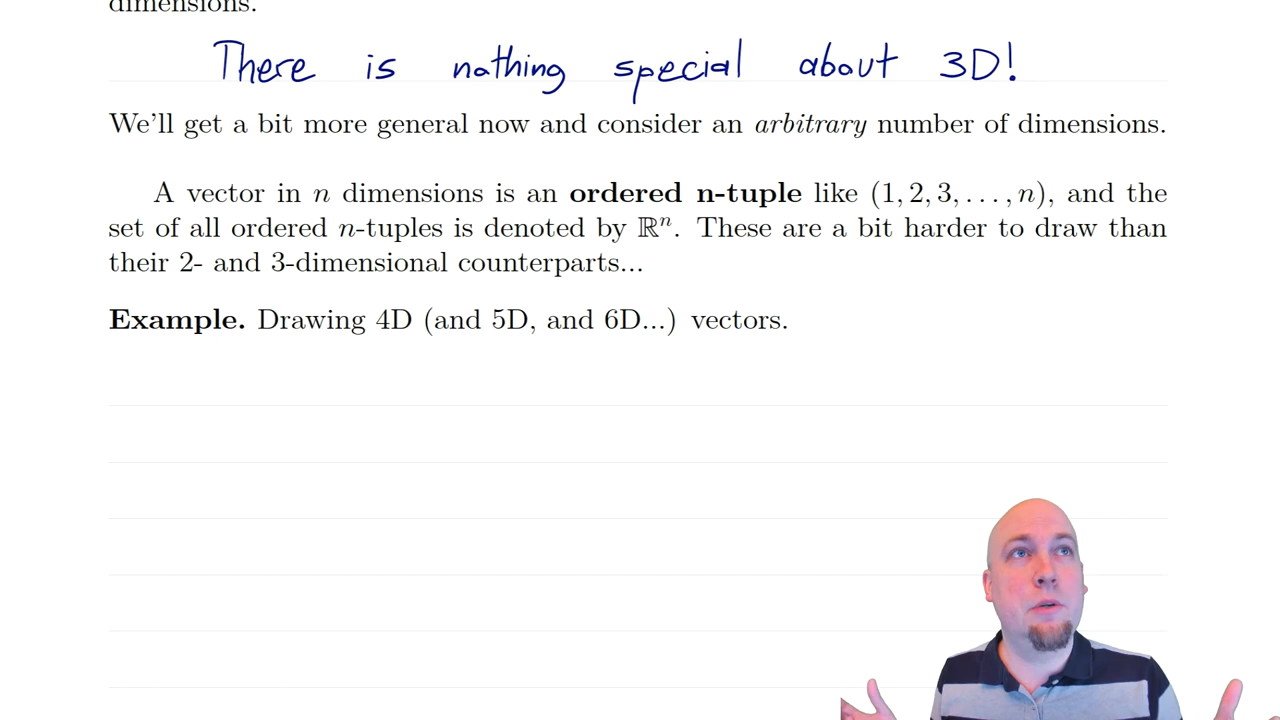 dimensions.
There is nothing special about 3D!
We'll get a bit more general now and consider an arbitrary number of dimensions.
A vector in n dimensions is an ordered n-tuple like (1, 2, 3, . . . , n), and the
set of all ordered n-tuples is denoted by ℝⁿ. These are a bit harder to draw than
their 2- and 3-dimensional counterparts...
Example. Drawing 4D (and 5D, and 6D...) vectors.